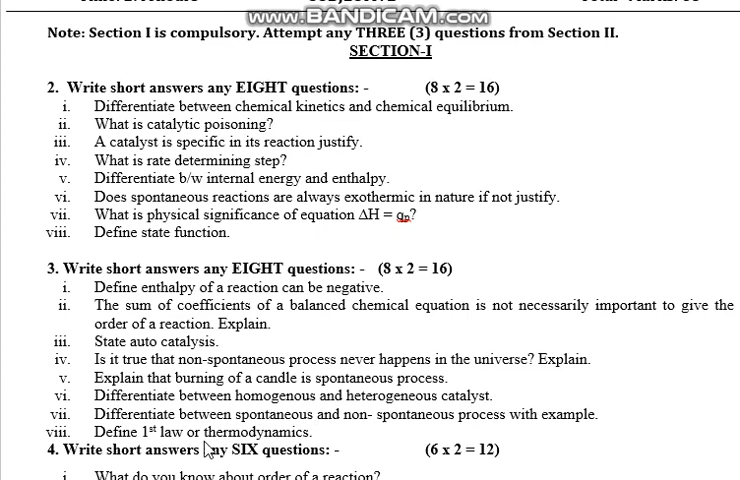 WWW.BANDICAM.COM
Note: Section I is compulsory. Attempt any THREE (3) questions from Section II.
SECTION-I
2. Write short answers any EIGHT questions: - (8 x 2 = 16)
i. Differentiate between chemical kinetics and chemical equilibrium.
ii. What is catalytic poisoning?
iii. A catalyst is specific in its reaction justify.
iv. What is rate determining step?
v. Differentiate b/w internal energy and enthalpy.
vi. Does spontaneous reactions are always exothermic in nature if not justify.
vii. What is physical significance of equation ΔH = qp?
viii. Define state function.
3. Write short answers any EIGHT questions: - (8 x 2 = 16)
i. Define enthalpy of a reaction can be negative.
ii. The sum of coefficients of a balanced chemical equation is not necessarily important to give the
order of a reaction. Explain.
iii. State auto catalysis.
iv. Is it true that non-spontaneous process never happens in the universe? Explain.
v. Explain that burning of a candle is spontaneous process.
vi. Differentiate between homogenous and heterogeneous catalyst.
vii. Differentiate between spontaneous and non- spontaneous process with example.
viii. Define 1st law or thermodynamics.
4. Write short answers any SIX questions: - (6 x 2 = 12)
i. What do you know about order of a reaction?